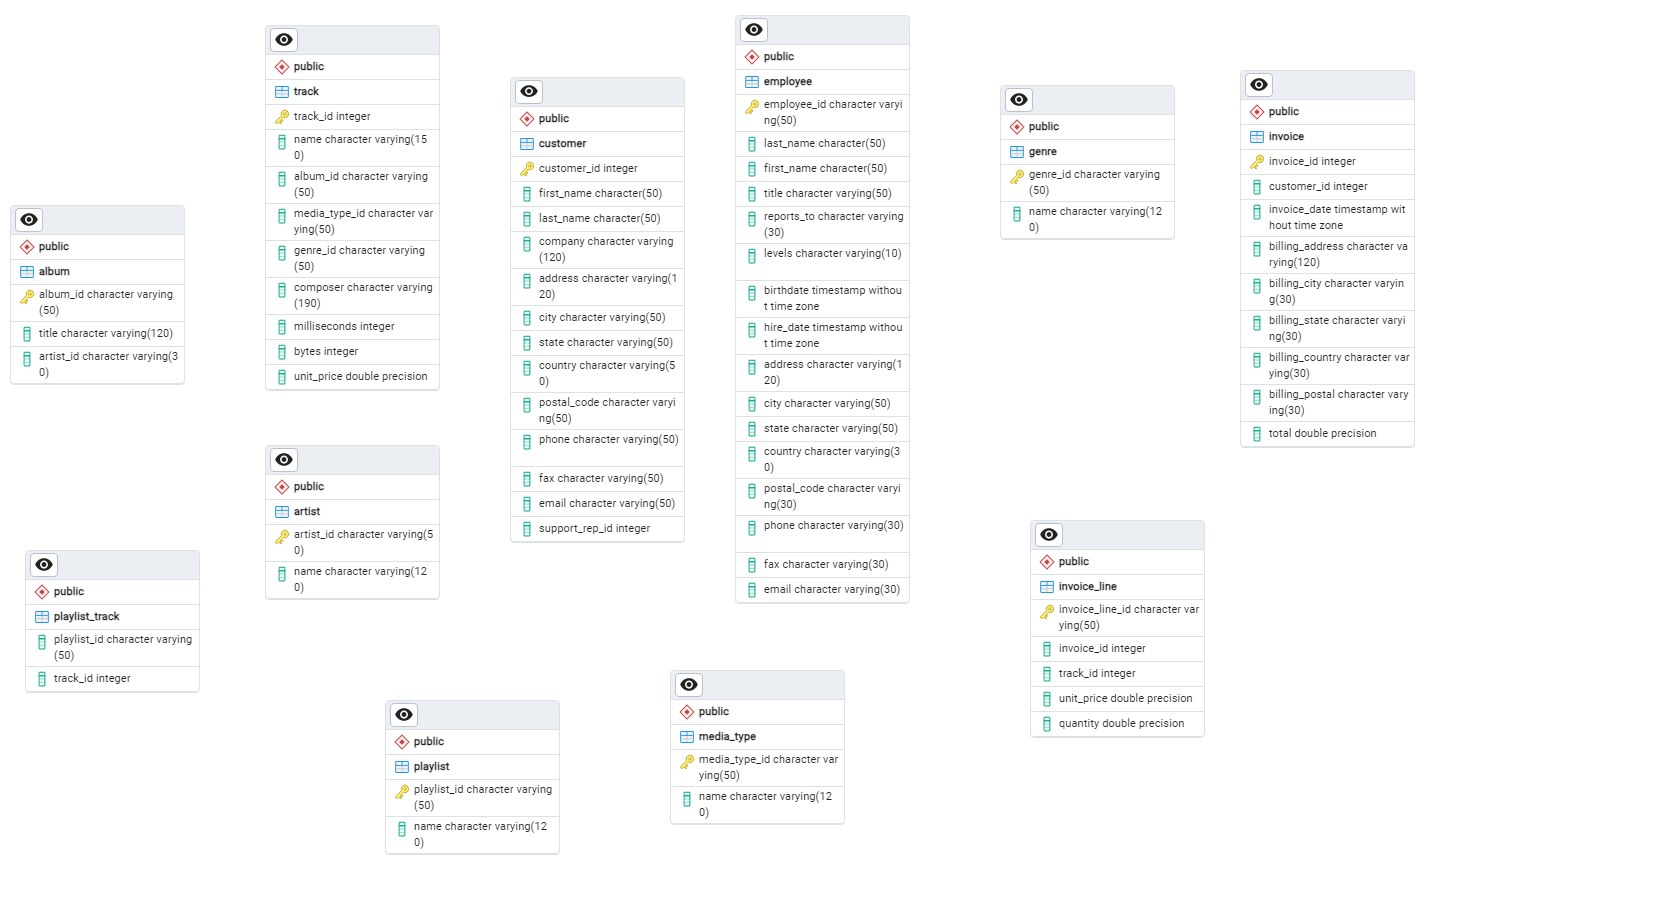 public
album
album_id character varying
(50)
title character varying(120)
artist_id character varying(3
0)
public
track
track_id integer
name character varying(15
0)
album_id character varying
(50)
media_type_id character var
ying(50)
genre_id character varying
(50)
composer character varying
(190)
milliseconds integer
bytes integer
unit_price double precision
public
customer
customer_id integer
first_name character(50)
last_name character(50)
company character varying
(120)
address character varying(1
20)
city character varying(50)
state character varying(50)
country character varying(5
0)
postal_code character varyi
ng(50)
phone character varying(50)
fax character varying(50)
email character varying(50)
support_rep_id integer
public
employee
employee_id character varyi
ng(50)
last_name character(50)
first_name character(50)
title character varying(50)
reports_to character varying
(30)
levels character varying(10)
birthdate timestamp withou
t time zone
hire_date timestamp withou
t time zone
address character varying(1
20)
city character varying(50)
state character varying(50)
country character varying(3
0)
postal_code character varyi
ng(30)
phone character varying(30)
fax character varying(30)
email character varying(30)
public
genre
genre_id character varying
(50)
name character varying(12
0)
public
invoice
invoice_id integer
customer_id integer
invoice_date timestamp wit
hout time zone
billing_address character va
rying(120)
billing_city character varyin
g(30)
billing_state character varyi
ng(30)
billing_country character var
ying(30)
billing_postal character vary
ing(30)
total double precision
public
artist
artist_id character varying(5
0)
name character varying(12
0)
public
playlist_track
playlist_id character varying
(50)
track_id integer
public
playlist
playlist_id character varying
(50)
name character varying(12
0)
public
media_type
media_type_id character var
ying(50)
name character varying(12
0)
public
invoice_line
invoice_line_id character var
ying(50)
invoice_id integer
track_id integer
unit_price double precision
quantity double precision